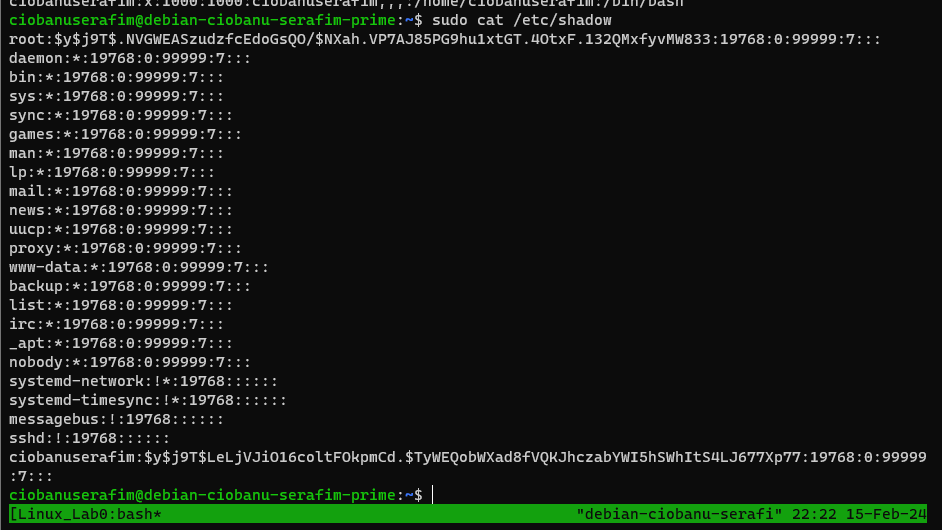 ciobanuserafim:x:1000:1000:ciobanuserafim,,,:/home/ciobanuserafim:/bin/bash
ciobanuserafim@debian-ciobanu-serafim-prime:~$ sudo cat /etc/shadow
root:$y$j9T$.NVGWEASzudzfcEdoGsQO/$NXah.VP7AJ85PG9hu1xtGT.4OtxF.132QMxfyvMW833:19768:0:99999:7:::
daemon:*:19768:0:99999:7:::
bin:*:19768:0:99999:7:::
sys:*:19768:0:99999:7:::
sync:*:19768:0:99999:7:::
games:*:19768:0:99999:7:::
man:*:19768:0:99999:7:::
lp:*:19768:0:99999:7:::
mail:*:19768:0:99999:7:::
news:*:19768:0:99999:7:::
uucp:*:19768:0:99999:7:::
proxy:*:19768:0:99999:7:::
www-data:*:19768:0:99999:7:::
backup:*:19768:0:99999:7:::
list:*:19768:0:99999:7:::
irc:*:19768:0:99999:7:::
_apt:*:19768:0:99999:7:::
nobody:*:19768:0:99999:7:::
systemd-network:!*:19768::::::
systemd-timesync:!*:19768::::::
messagebus:!:19768::::::
sshd:!:19768::::::
ciobanuserafim:$y$j9T$LeLjVJiO16coltFOkpmCd.$TyWEQobWXad8fVQKJhczabYWI5hSWhItS4LJ677Xp77:19768:0:99999
:7:::
ciobanuserafim@debian-ciobanu-serafim-prime:~$
[Linux_Lab0:bash* "debian-ciobanu-serafi" 22:22 15-Feb-24